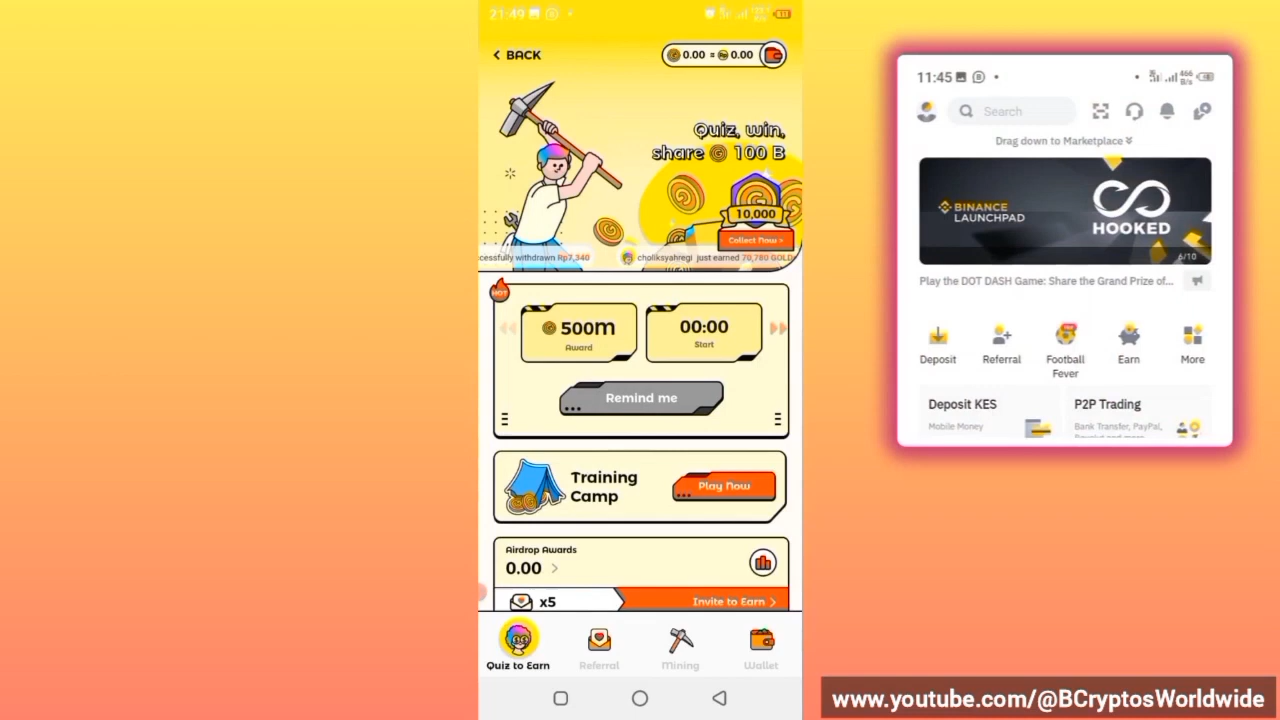 21:49
BACK
0.00 = 0.00
Quiz, win,
share G 100 B
10,000
Collect Now >
cessfully withdrawn Rp7,340
choliksyahregi just earned 70,780 GOLD
HOT
500m
Award
00:00
Start
Remind me
Training
Camp
Play Now
Airdrop Awards
0.00 >
x5
Invite to Earn >
Quiz to Earn
Referral
Mining
Wallet
11:45
466
B/s
Search
Drag down to Marketplace
BINANCE
LAUNCHPAD
HOOKED
6/10
Play the DOT DASH Game: Share the Grand Prize of...
Deposit
Referral
Football
Fever
Earn
More
Deposit KES
Mobile Money
P2P Trading
Bank Transfer, PayPal,
www.youtube.com/@BCryptosWorldwide